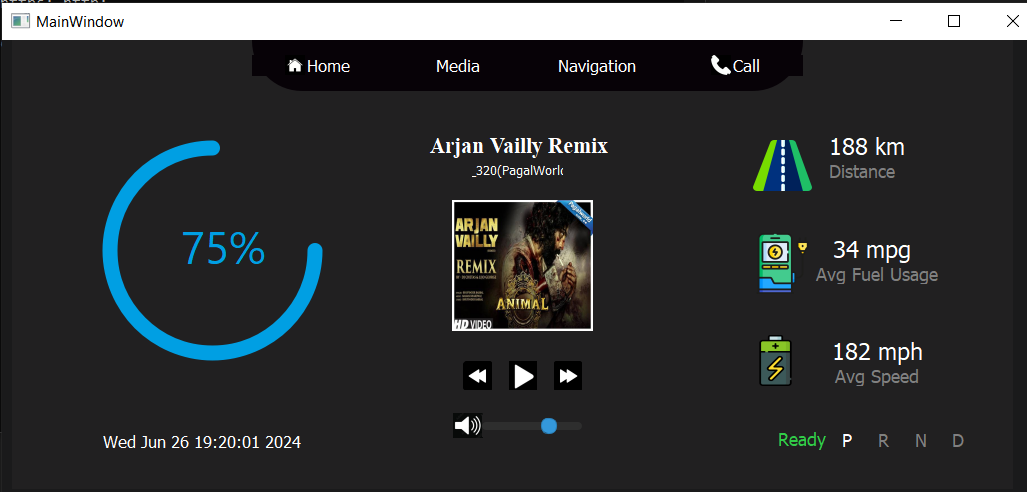 MainWindow
Home Media Navigation Call
Arjan Vailly Remix
_320(PagalWorld
75%
ARJAN
VAILLY
REMIX
ANIMAL
HD VIDEO
188 km
Distance
34 mpg
Avg Fuel Usage
182 mph
Avg Speed
Wed Jun 26 19:20:01 2024
Ready P R N D